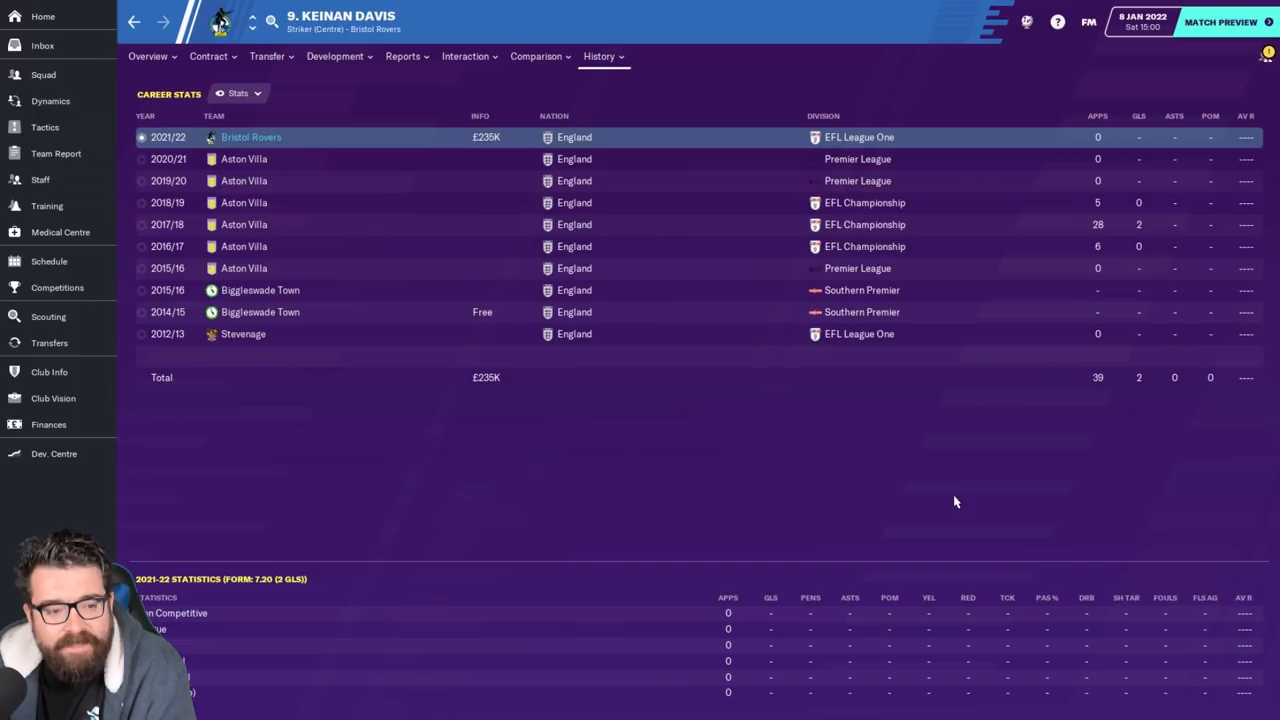 Home
Inbox
Squad
Dynamics
Tactics
Team Report
Staff
Training
Medical Centre
Schedule
Competitions
Scouting
Transfers
Club Info
Club Vision
Finances
Dev. Centre
9. KEINAN DAVIS
Striker (Centre) - Bristol Rovers
? FM
8 JAN 2022
Sat 15:00
MATCH PREVIEW
1
Overview Contract Transfer Development Reports Interaction Comparison History
CAREER STATS Stats
YEAR TEAM INFO NATION DIVISION APPS GLS ASTS POM AV R
2021/22 Bristol Rovers £235K England EFL League One 0 - - - ----
2020/21 Aston Villa England Premier League 0 - - - ----
2019/20 Aston Villa England Premier League 0 - - - ----
2018/19 Aston Villa England EFL Championship 5 0 - - ----
2017/18 Aston Villa England EFL Championship 28 2 - - ----
2016/17 Aston Villa England EFL Championship 6 0 - - ----
2015/16 Aston Villa England Premier League 0 - - - ----
2015/16 Biggleswade Town England Southern Premier - - - - ----
2014/15 Biggleswade Town Free England Southern Premier - - - - ----
2012/13 Stevenage England EFL League One 0 - - - ----
Total £235K 39 2 0 0 ----
2021-22 STATISTICS (FORM: 7.20 (2 GLS))
TATISTICS APPS GLS PENS ASTS POM YEL RED TCK PAS % DRB SH TAR FOULS FLS AG AV R
on Competitive 0 - - - - - - - - - - - - ----
gue 0 - - - - - - - - - - - - ----
0 - - - - - - - - - - - - ----
0 - - - - - - - - - - - - ----
0 - - - - - - - - - - - - ----
0 - - - - - - - - - - - - ----